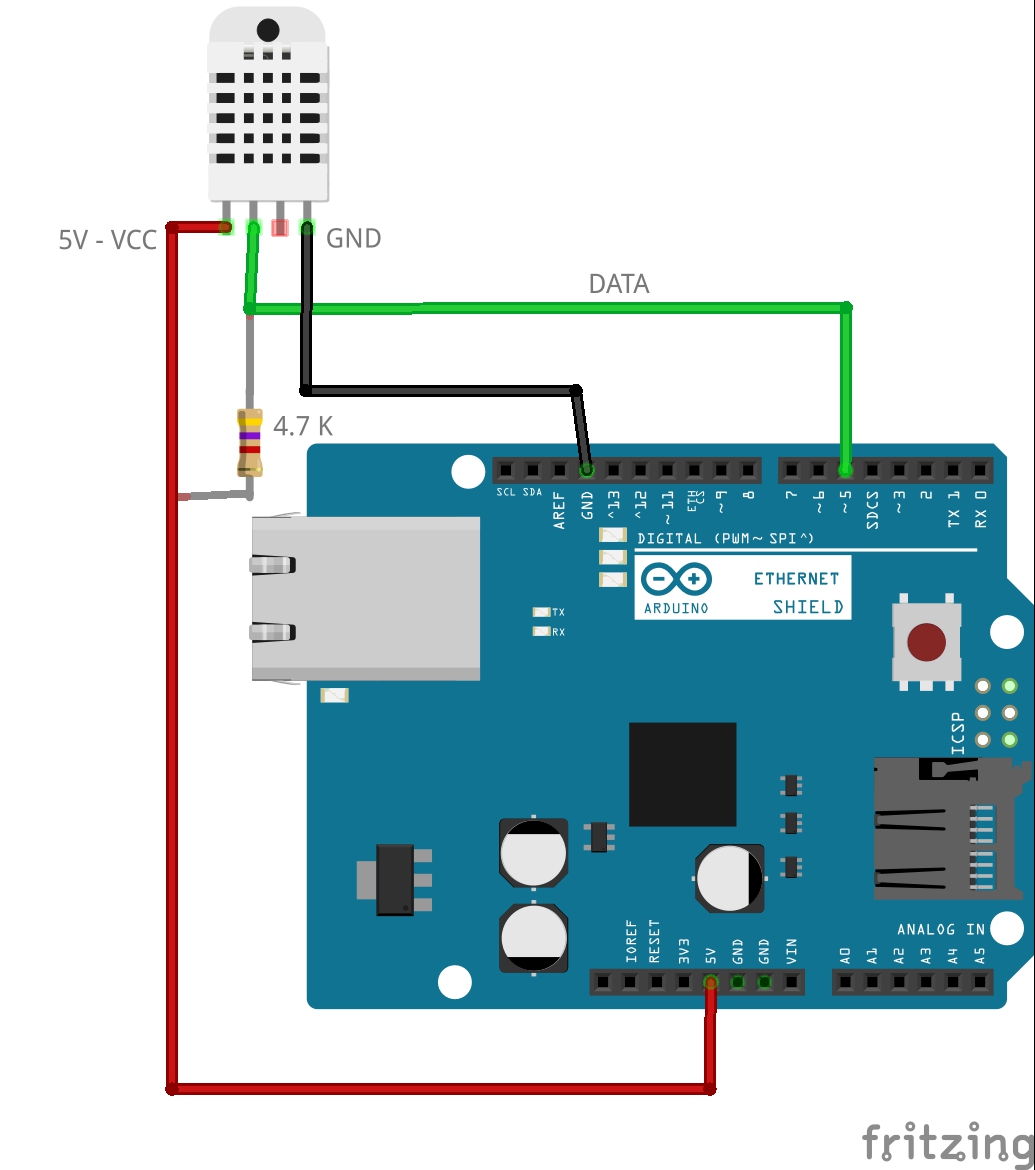 5V - VCC
GND
DATA
4.7 K
SCL
SDA
AREF
GND
^13
^12
~11
ETH
CS
~9
8
7
~6
~5
SDCS
~3
2
TX 1
RX 0
DIGITAL (PWM~ SPI^)
ARDUINO
ETHERNET
SHIELD
TX
RX
ICSP
ANALOG IN
IOREF
RESET
3V3
5V
GND
GND
VIN
A0
A1
A2
A3
A4
A5
fritzing